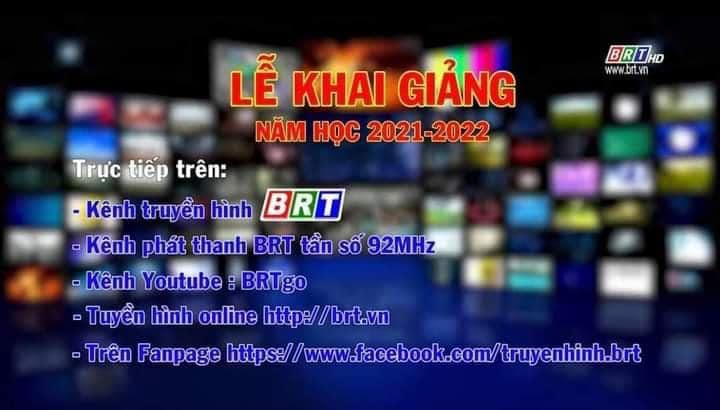 BRT HD
www.brt.vn
LỄ KHAI GIẢNG
NĂM HỌC 2021-2022
Trực tiếp trên:
- Kênh truyền hình BRT
- Kênh phát thanh BRT tần số 92MHz
- Kênh Youtube : BRTgo
- Tuyền hình online http://brt.vn
- Trên Fanpage https://www.facebook.com/truyenhinh.brt